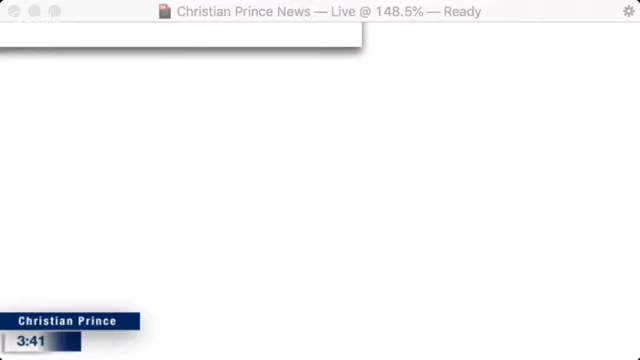 Christian Prince News — Live @ 148.5% — Ready
Christian Prince
3:41